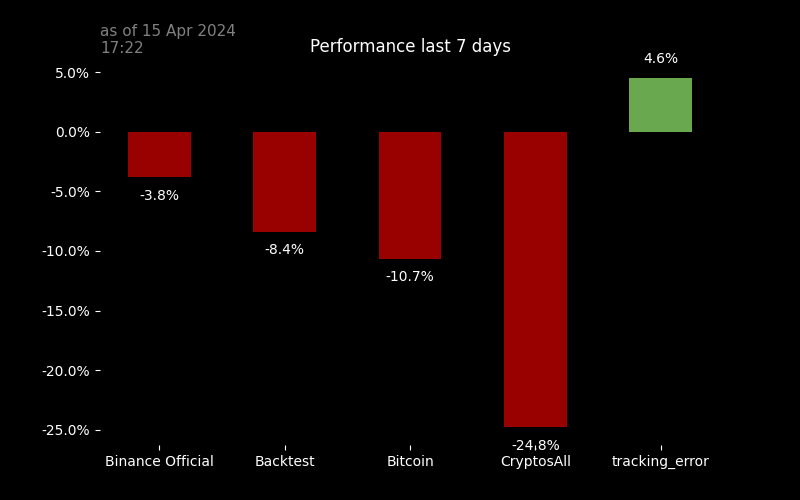 as of 15 Apr 2024
17:22
Performance last 7 days
4.6%
5.0%
0.0%
-5.0%
-10.0%
-15.0%
-20.0%
-25.0%
-3.8%
-8.4%
-10.7%
-24.8%
Binance Official
Backtest
Bitcoin
CryptosAll
tracking_error